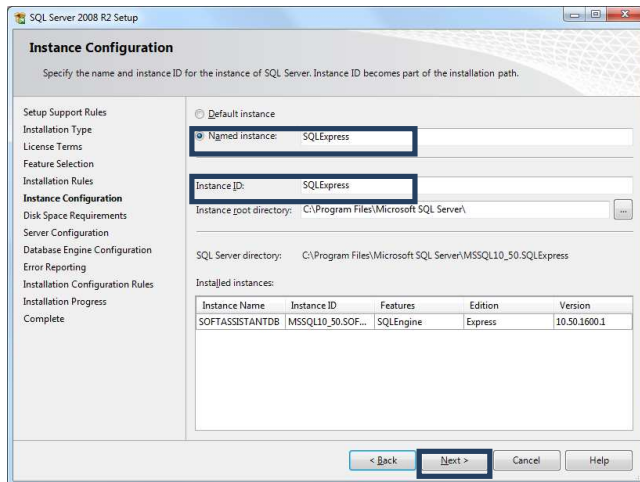 SQL Server 2008 R2 Setup
Instance Configuration
Specify the name and instance ID for the instance of SQL Server. Instance ID becomes part of the installation path.
Setup Support Rules
Installation Type
License Terms
Feature Selection
Installation Rules
Instance Configuration
Disk Space Requirements
Server Configuration
Database Engine Configuration
Error Reporting
Installation Configuration Rules
Installation Progress
Complete
Default instance
Named instance: SQLExpress
Instance ID: SQLExpress
Instance root directory: C:\Program Files\Microsoft SQL Server\ ...
SQL Server directory: C:\Program Files\Microsoft SQL Server\MSSQL10_50.SQLExpress
Installed instances:
Instance Name Instance ID Features Edition Version
SOFTASSISTANTDB MSSQL10_50.SOF... SQLEngine Express 10.50.1600.1
< Back Next > Cancel Help